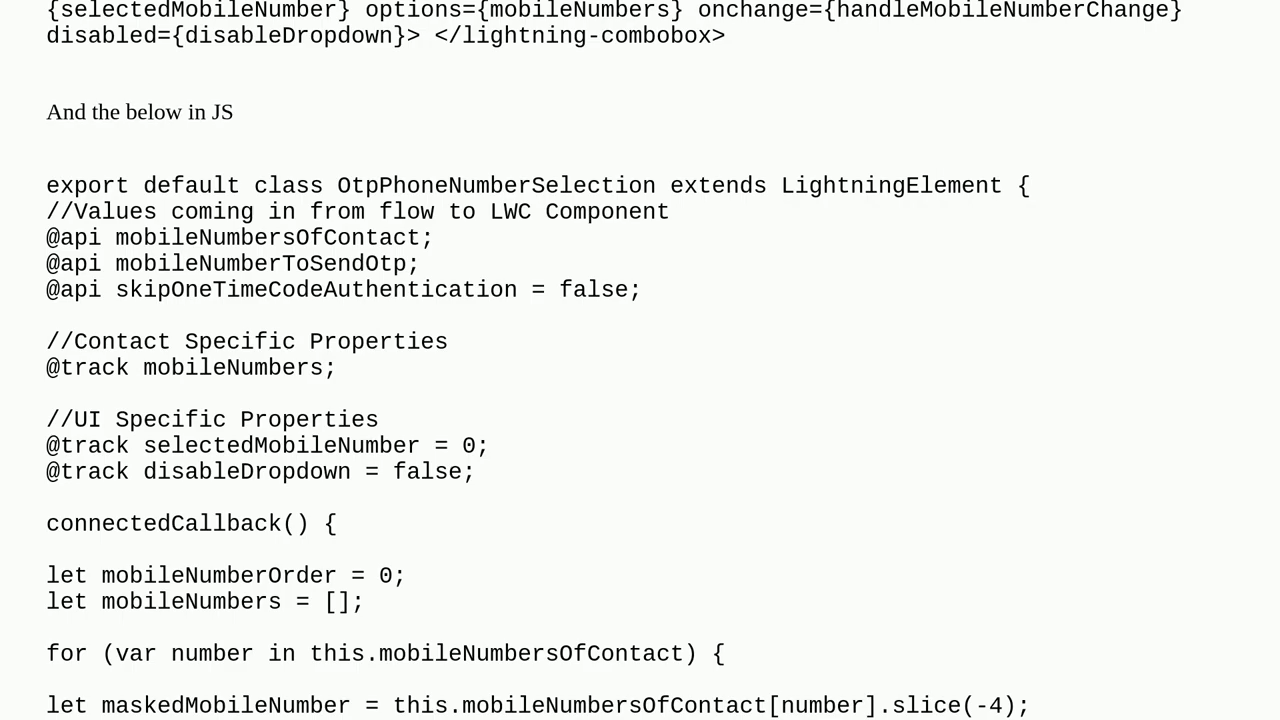 {selectedMobileNumber} options={mobileNumbers} onchange={handleMobileNumberChange}
disabled={disableDropdown}> </lightning-combobox>
And the below in JS
export default class OtpPhoneNumberSelection extends LightningElement {
//Values coming in from flow to LWC Component
@api mobileNumbersOfContact;
@api mobileNumberToSendOtp;
@api skipOneTimeCodeAuthentication = false;
//Contact Specific Properties
@track mobileNumbers;
//UI Specific Properties
@track selectedMobileNumber = 0;
@track disableDropdown = false;
connectedCallback() {
let mobileNumberOrder = 0;
let mobileNumbers = [];
for (var number in this.mobileNumbersOfContact) {
let maskedMobileNumber = this.mobileNumbersOfContact[number].slice(-4);